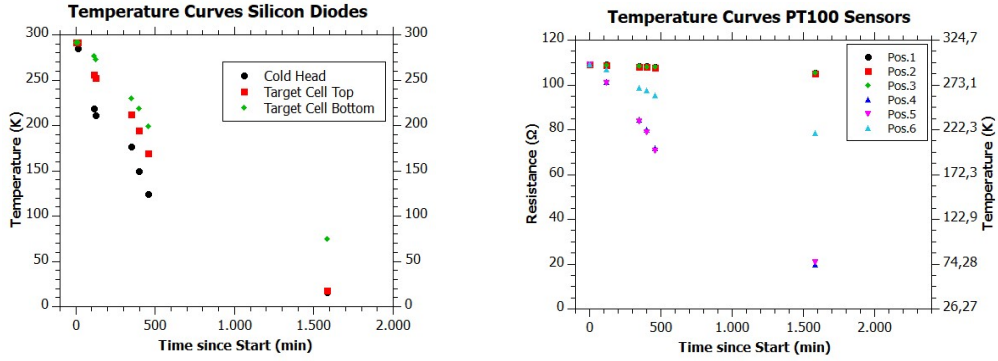 Temperature Curves Silicon Diodes
300
250
200
150
100
50
0
Temperature (K)
Cold Head
Target Cell Top
Target Cell Bottom
300
250
200
150
100
50
0
0
500
1.000
1.500
2.000
Time since Start (min)
Temperature Curves PT100 Sensors
120
100
80
60
40
20
0
Resistance (Ω)
Pos.1
Pos.2
Pos.3
Pos.4
Pos.5
Pos.6
324,7
273,1
222,3
172,3
122,9
74,28
26,27
Temperature (K)
0
500
1.000
1.500
2.000
Time since Start (min)